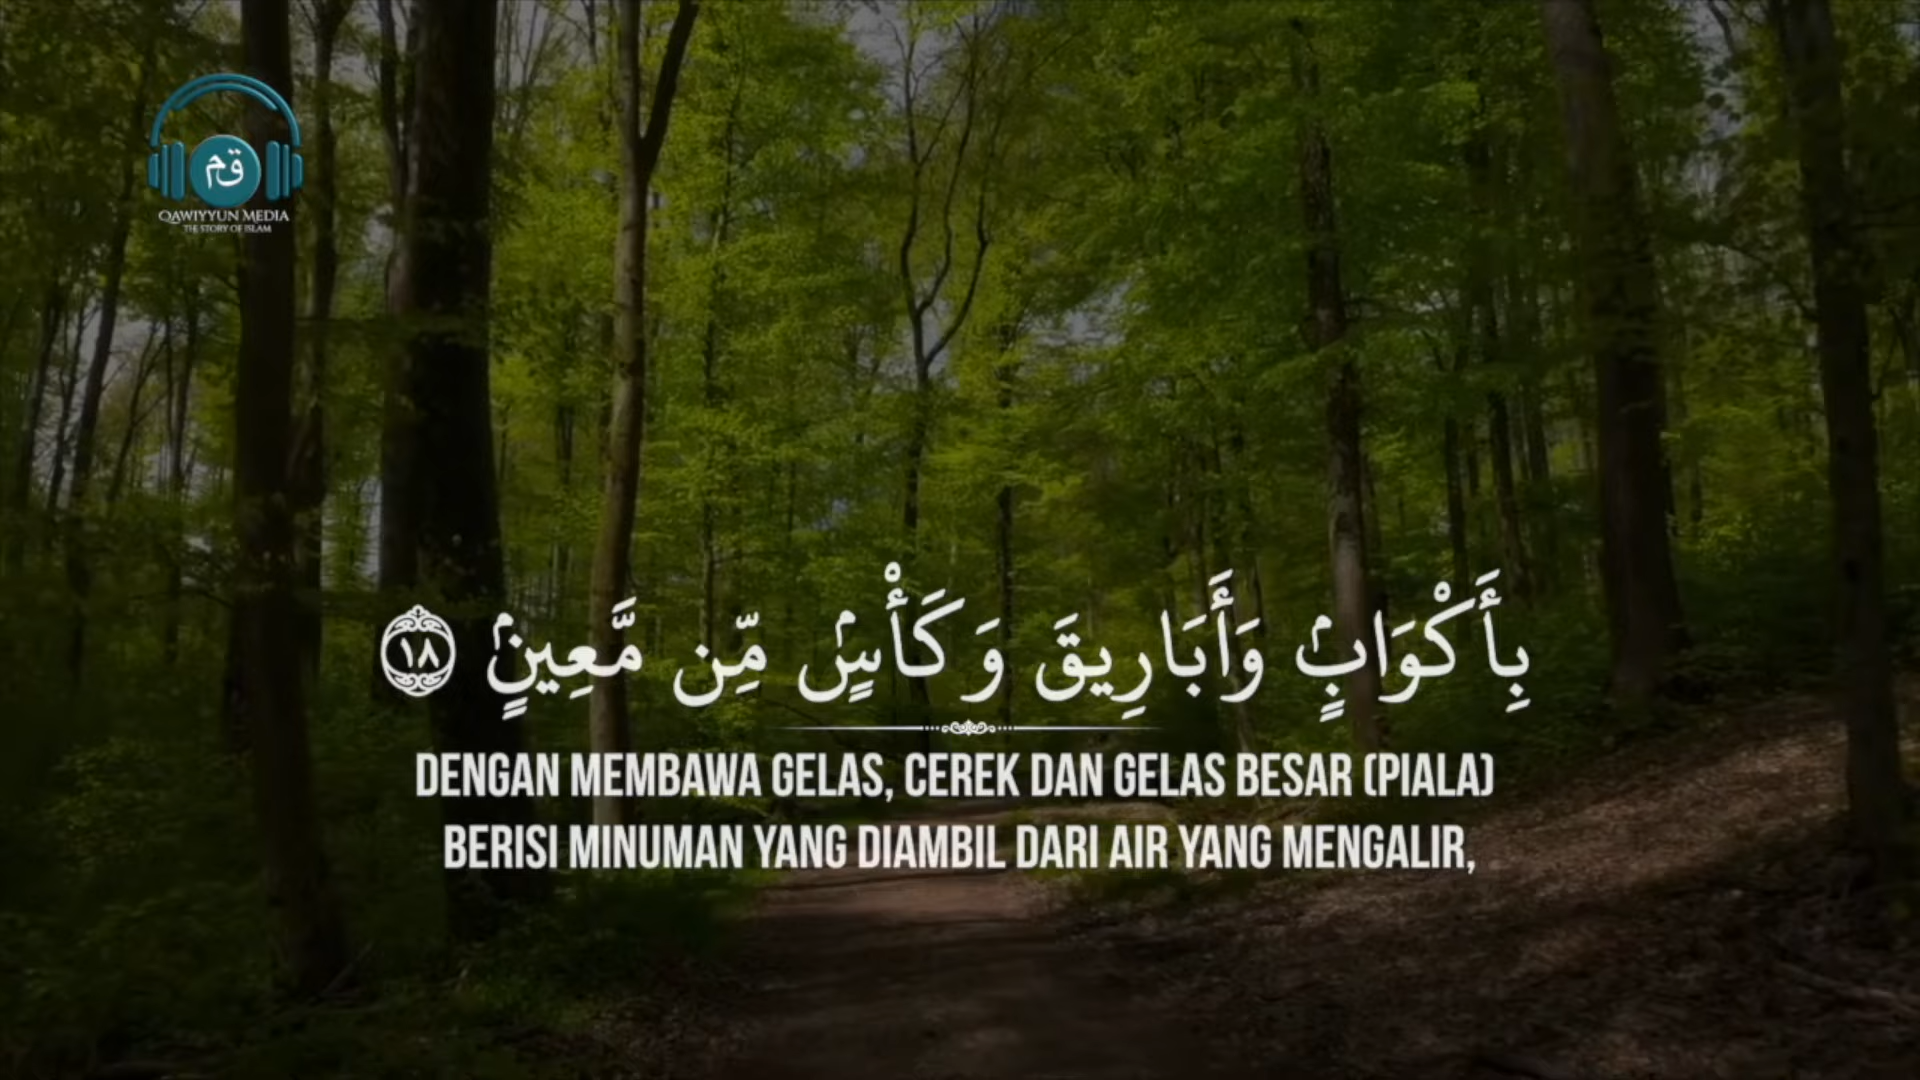 قم
QAWIYYUN MEDIA
THE STORY OF ISLAM
بِأَكْوَابٍۢ وَأَبَارِيقَ وَكَأْسٍۢ مِّن مَّعِينٍۢ ١٨
DENGAN MEMBAWA GELAS, CEREK DAN GELAS BESAR (PIALA)
BERISI MINUMAN YANG DIAMBIL DARI AIR YANG MENGALIR,